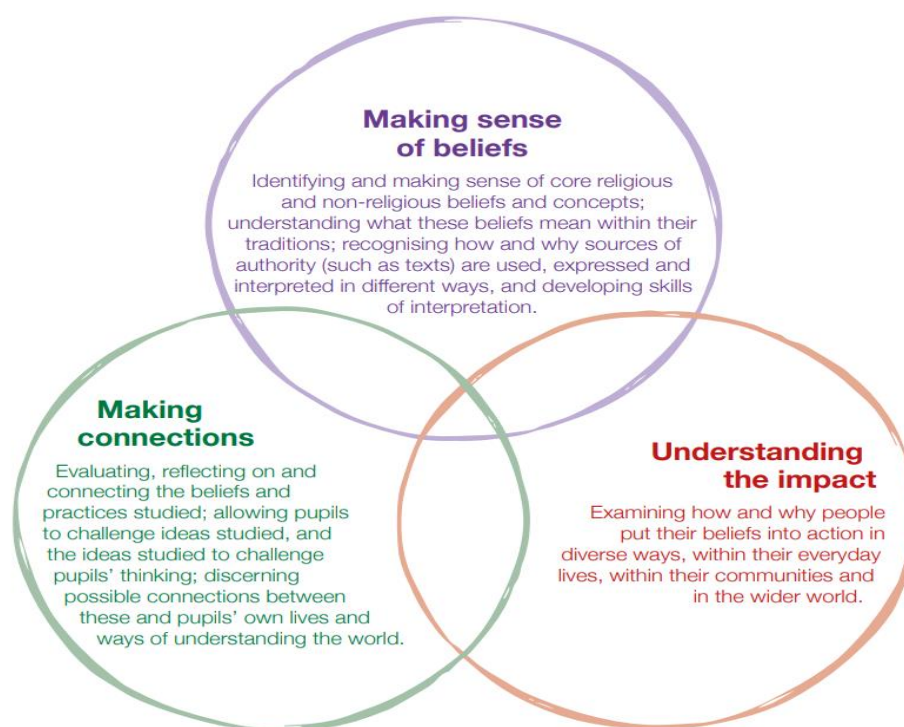 Making sense
of beliefs
Identifying and making sense of core religious
and non-religious beliefs and concepts;
understanding what these beliefs mean within their
traditions; recognising how and why sources of
authority (such as texts) are used, expressed and
interpreted in different ways, and developing skills
of interpretation.
Making
connections
Evaluating, reflecting on and
connecting the beliefs and
practices studied; allowing pupils
to challenge ideas studied, and
the ideas studied to challenge
pupils’ thinking; discerning
possible connections between
these and pupils’ own lives and
ways of understanding the world.
Understanding
the impact
Examining how and why people
put their beliefs into action in
diverse ways, within their everyday
lives, within their communities and
in the wider world.